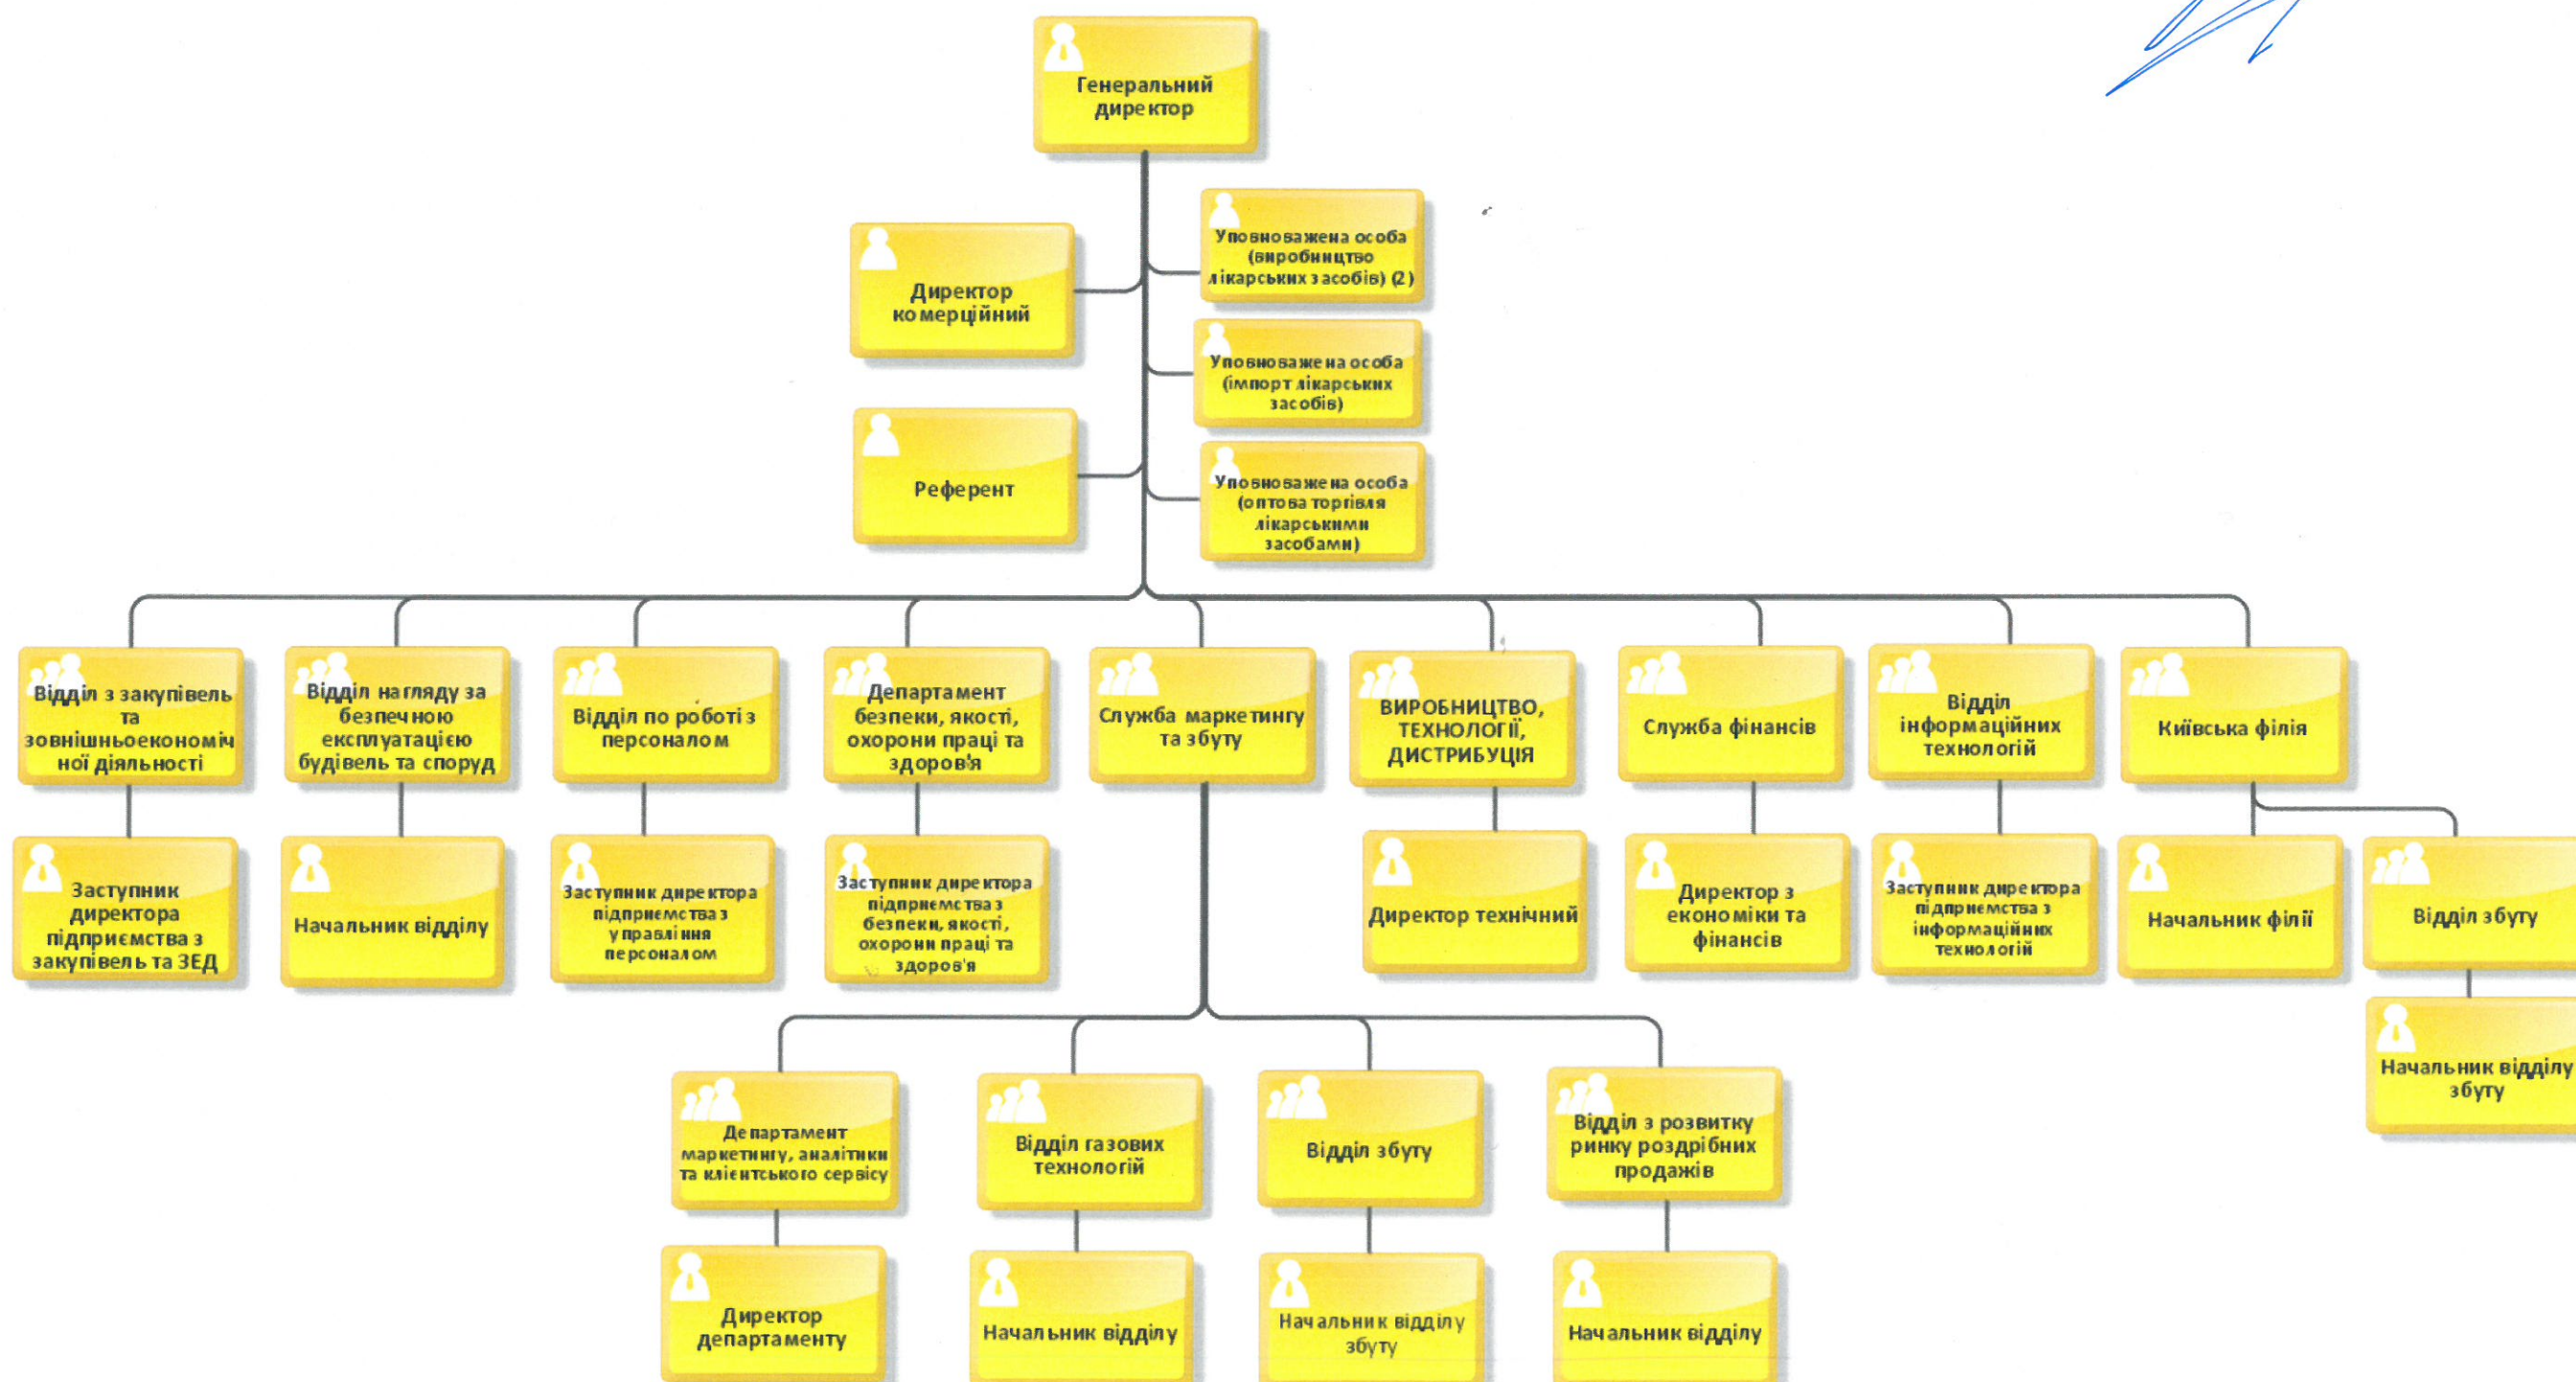 Генеральний
директор
Уповноважена особа
(виробництво
лікарських засобів) (2)
Директор
комерційний
Уповноважена особа
(імпорт лікарських
засобів)
Референт
Уповноважена особа
(оптова торгівля
лікарськими
засобами)
Відділ з закупівель
та
зовнішньоекономіч
ної діяльності
Відділ нагляду за
безпечною
експлуатацією
будівель та споруд
Відділ по роботі з
персоналом
Департамент
безпеки, якості,
охорони праці та
здоров'я
Служба маркетингу
та збуту
ВИРОБНИЦТВО,
ТЕХНОЛОГІЇ,
ДИСТРИБУЦІЯ
Служба фінансів
Відділ
інформаційних
технологій
Київська філія
Заступник
директора
підприємства з
закупівель та ЗЕД
Начальник відділу
Заступник директора
підприємства з
управління
персоналом
Заступник директора
підприємства з
безпеки, якості,
охорони праці та
здоров'я
Директор технічний
Директор з
економіки та
фінансів
Заступник директора
підприємства з
інформаційних
технологій
Начальник філії
Відділ збуту
Начальник відділу
збуту
Департамент
маркетингу, аналітики
та клієнтського сервісу
Відділ газових
технологій
Відділ збуту
Відділ з розвитку
ринку роздрібних
продажів
Директор
департаменту
Начальник відділу
Начальник відділу
збуту
Начальник відділу